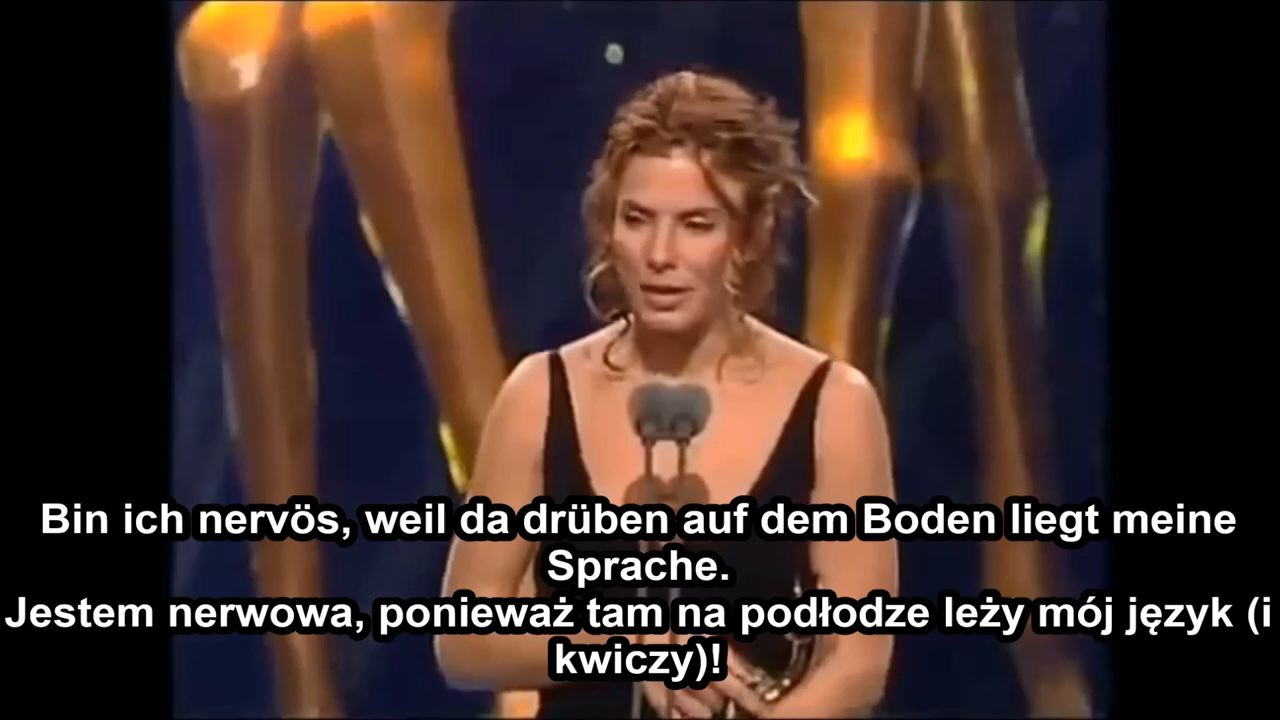 Bin ich nervös, weil da drüben auf dem Boden liegt meine
Sprache.
Jestem nerwowa, ponieważ tam na podłodze leży mój język (i
kwiczy)!